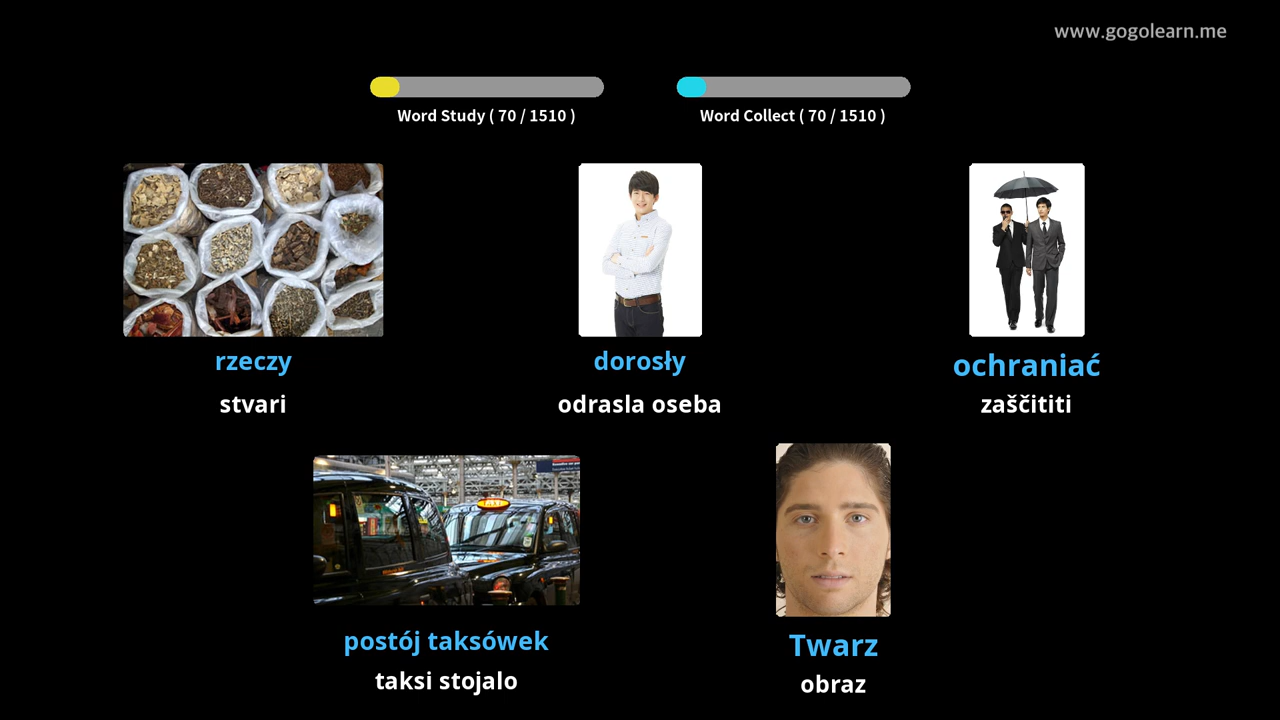 www.gogolearn.me
Word Study ( 70 / 1510 )
Word Collect ( 70 / 1510 )
rzeczy
stvari
dorosły
odrasla oseba
ochraniać
zaščititi
TAXI
postój taksówek
taksi stojalo
Twarz
obraz